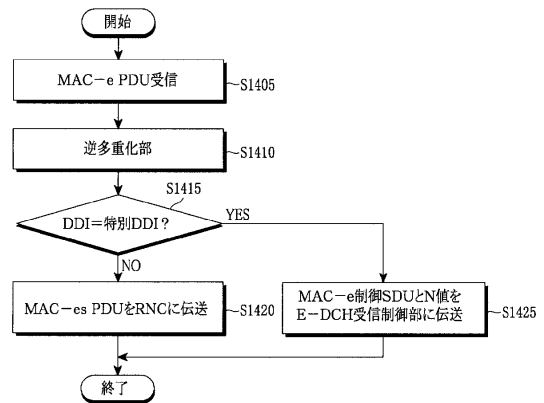 開始
MAC-e PDU受信
S1405
逆多重化部
S1410
S1415
DDI=特別DDI?
YES
NO
MAC-es PDUをRNCに伝送
S1420
MAC-e制御SDUとN値を
E-DCH受信制御部に伝送
S1425
終了